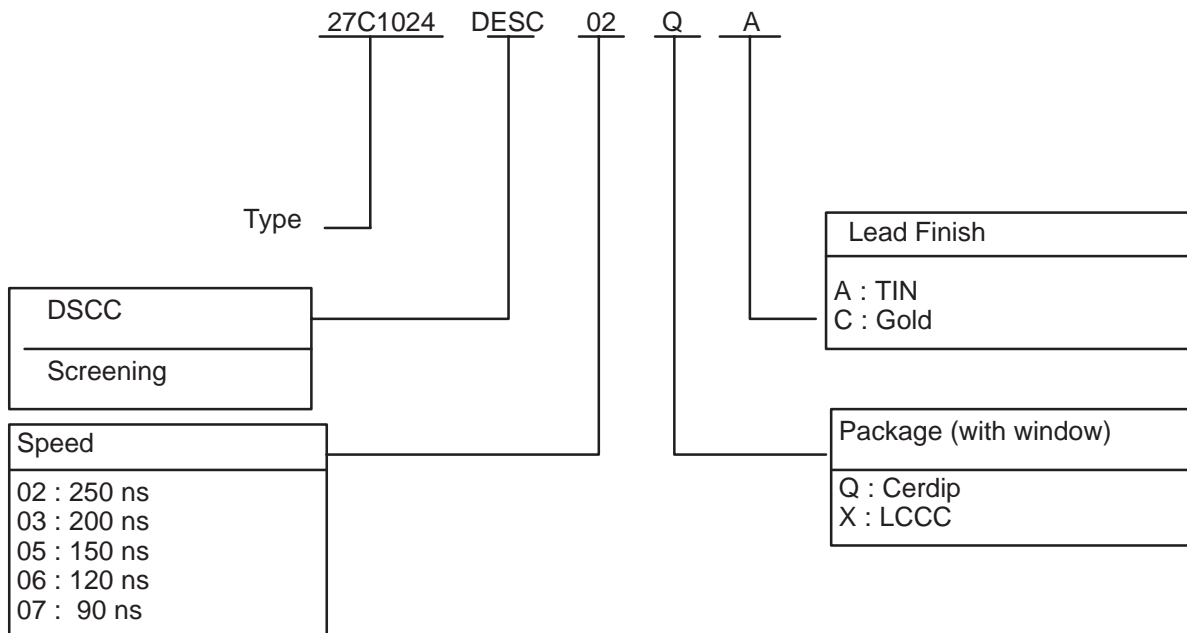 27C1024 DESC 02 Q A
Type
Lead Finish
A : TIN
C : Gold
DSCC
Screening
Speed
02 : 250 ns
03 : 200 ns
05 : 150 ns
06 : 120 ns
07 : 90 ns
Package (with window)
Q : Cerdip
X : LCCC